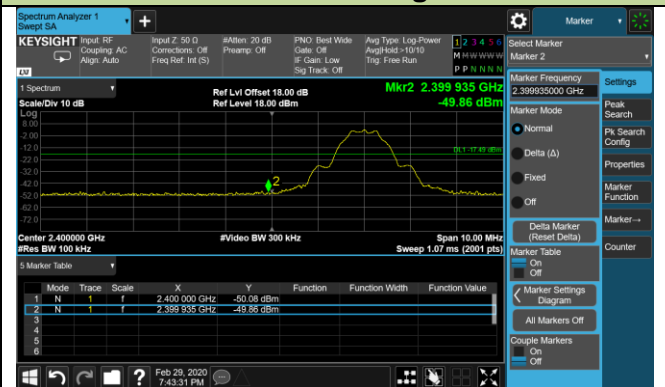 Spectrum Analyzer 1
Swept SA
Marker
KEYSIGHT
Input: RF
Coupling: AC
Align: Auto
Input Z: 50 Ω
Corrections: Off
Freq Ref: Int (S)
#Atten: 20 dB
Preamp: Off
PNO: Best Wide
Gate: Off
IF Gain: Low
Sig Track: Off
Avg Type: Log-Power
Avg|Hold:>10/10
Trig: Free Run
1 2 3 4 5 6
M W W W W W
P P N N N N
LXI
Select Marker
Marker 2
1 Spectrum
Scale/Div 10 dB
Log
Ref Lvl Offset 18.00 dB
Ref Level 18.00 dBm
Mkr2 2.399 935 GHz
-49.86 dBm
8.00
-2.00
-12.0
-22.0
-32.0
-42.0
-52.0
-62.0
-72.0
DL1 -17.49 dBm
2
Center 2.400000 GHz
#Res BW 100 kHz
#Video BW 300 kHz
Span 10.00 MHz
Sweep 1.07 ms (2001 pts)
5 Marker Table
Mode Trace Scale X Y Function Function Width Function Value
1 N 1 f 2.400 000 GHz -50.08 dBm
2 N 1 f 2.399 935 GHz -49.86 dBm
3
4
5
6
Marker Frequency
2.399935000 GHz
Marker Mode
Normal
Delta (Δ)
Fixed
Off
Delta Marker
(Reset Delta)
Marker Table
On
Off
Marker Settings
Diagram
All Markers Off
Couple Markers
On
Off
Settings
Peak
Search
Pk Search
Config
Properties
Marker
Function
Marker→
Counter
Feb 29, 2020
7:43:31 PM